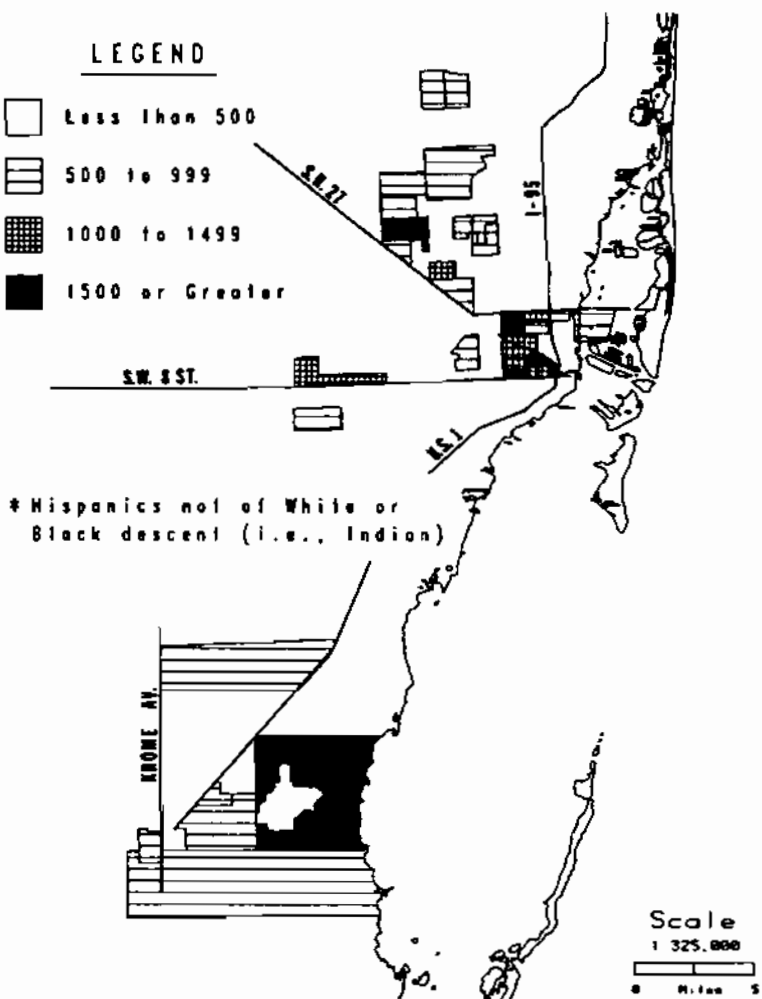 LEGEND
Less than 500
500 to 999
1000 to 1499
1500 or Greater
I-95
S.W. 8 ST.
U.S. 1
* Hispanics not of White or
Black descent (i.e., Indian)
KROME AV.
Scale
1 325.000
0 Miles 5